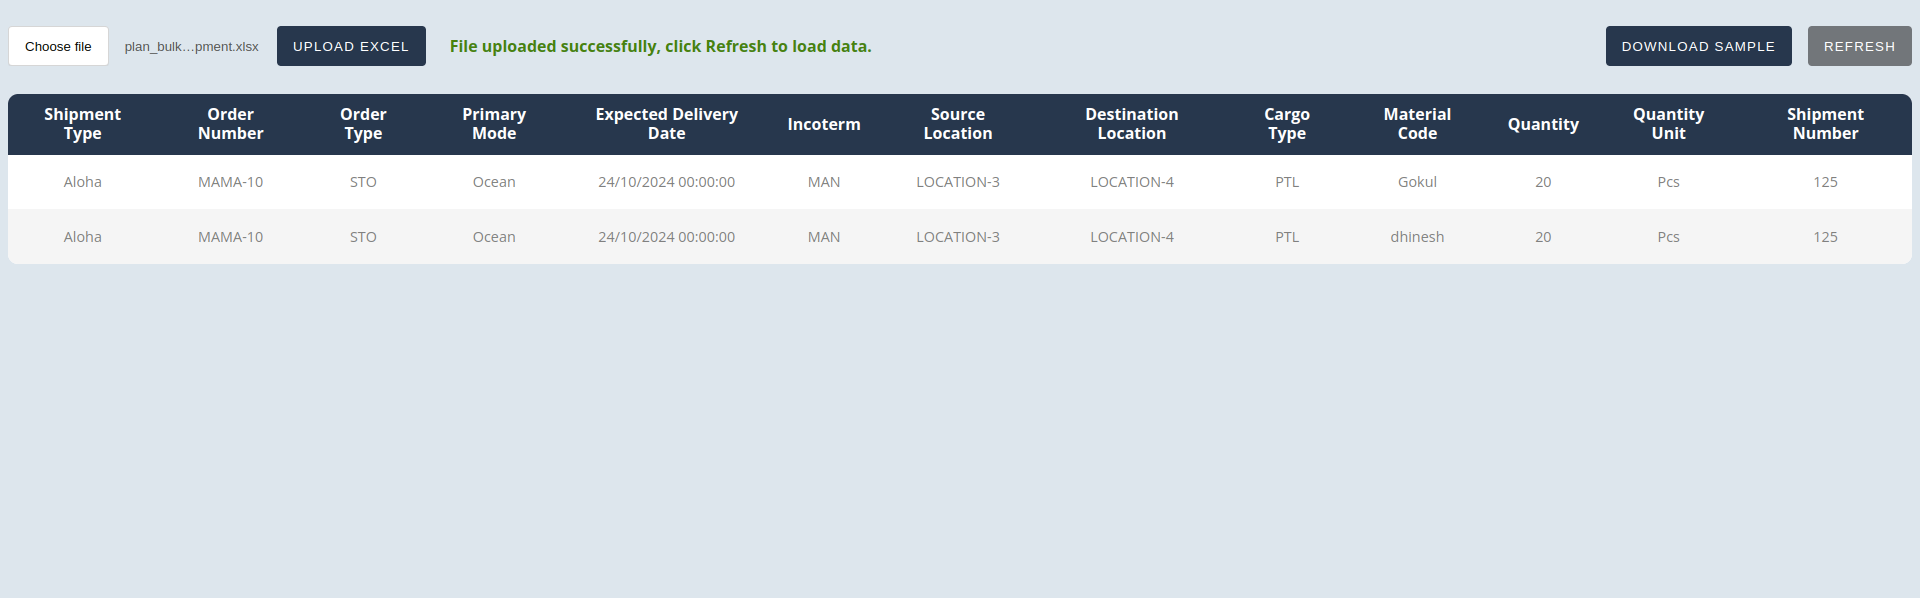 Choose file plan_bulk…pment.xlsx UPLOAD EXCEL File uploaded successfully, click Refresh to load data. DOWNLOAD SAMPLE REFRESH
Shipment Type Order Number Order Type Primary Mode Expected Delivery Date Incoterm Source Location Destination Location Cargo Type Material Code Quantity Quantity Unit Shipment Number
Aloha MAMA-10 STO Ocean 24/10/2024 00:00:00 MAN LOCATION-3 LOCATION-4 PTL Gokul 20 Pcs 125
Aloha MAMA-10 STO Ocean 24/10/2024 00:00:00 MAN LOCATION-3 LOCATION-4 PTL dhinesh 20 Pcs 125